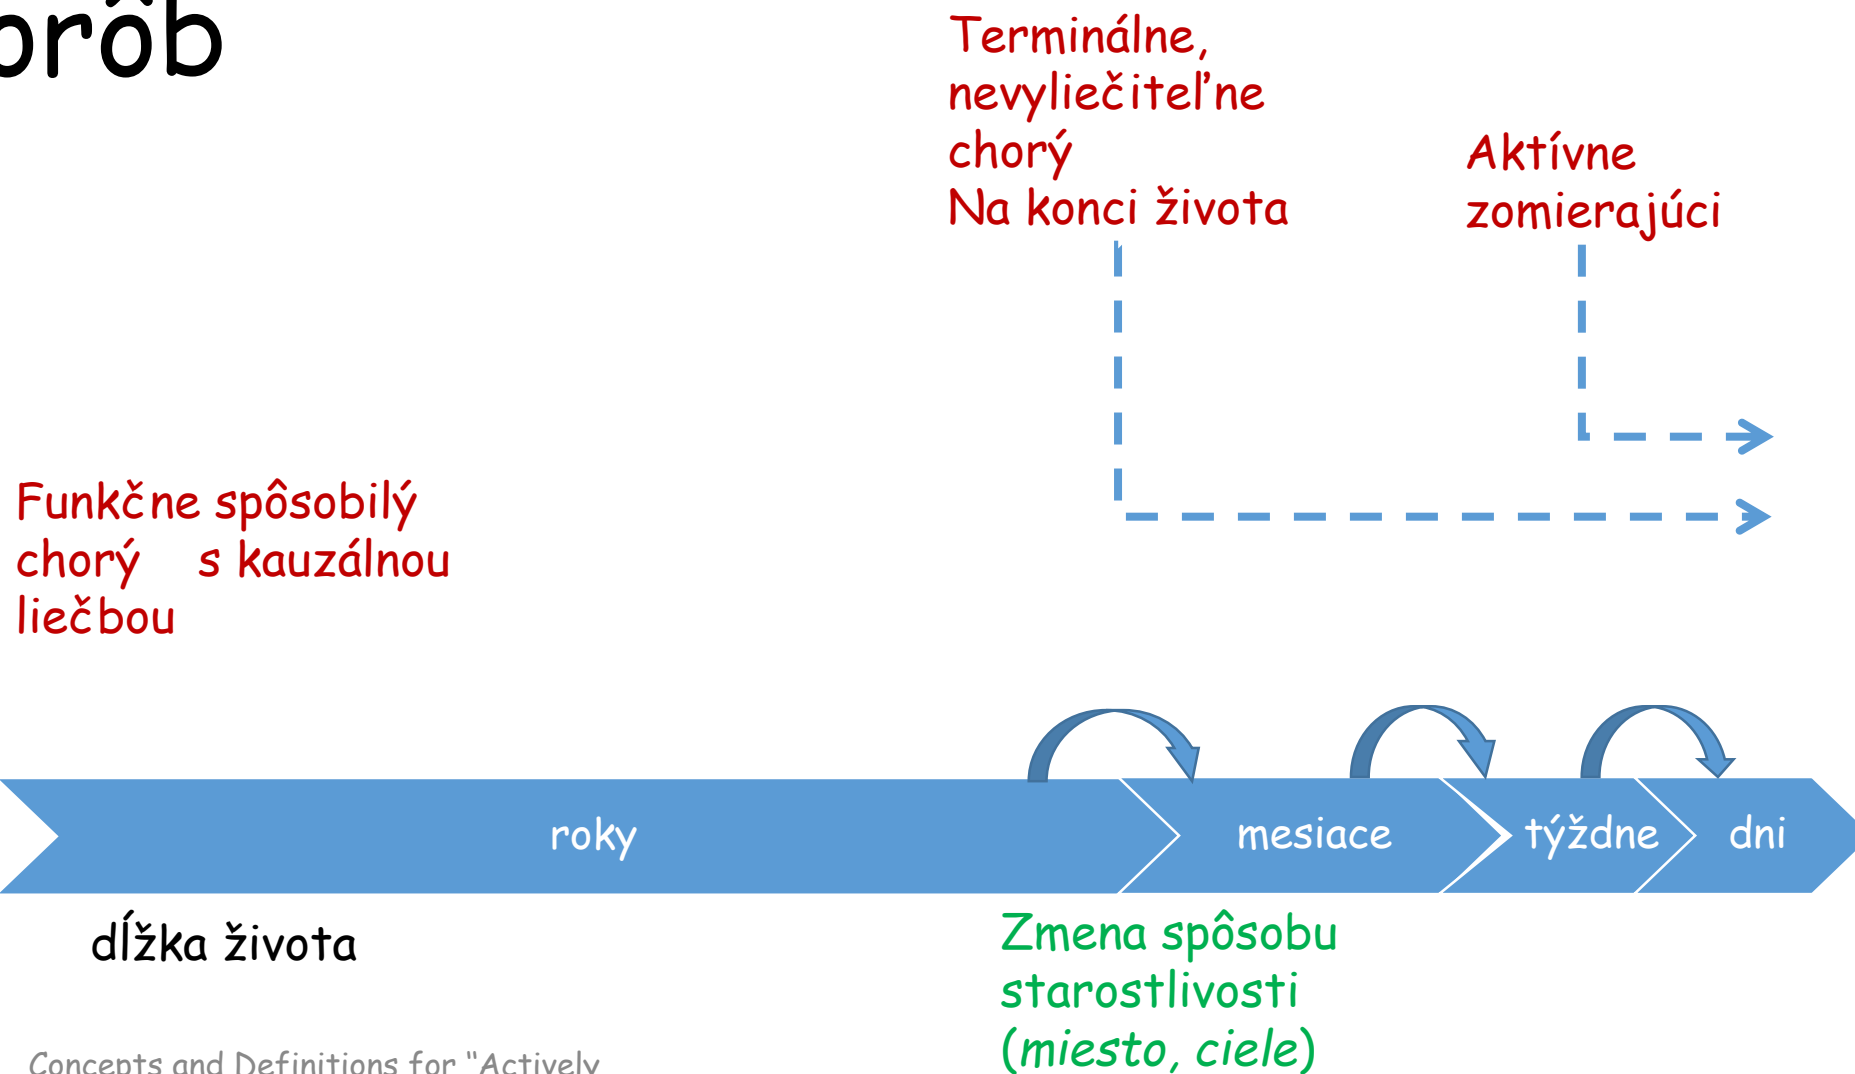 orôb
Terminálne,
nevyliečiteľne
chorý
Na konci života
Aktívne
zomierajúci
Funkčne spôsobilý
chorý s kauzálnou
liečbou
roky
mesiace
týždne
dni
dĺžka života
Zmena spôsobu
starostlivosti
(miesto, ciele)
Concepts and Definitions for "Actively